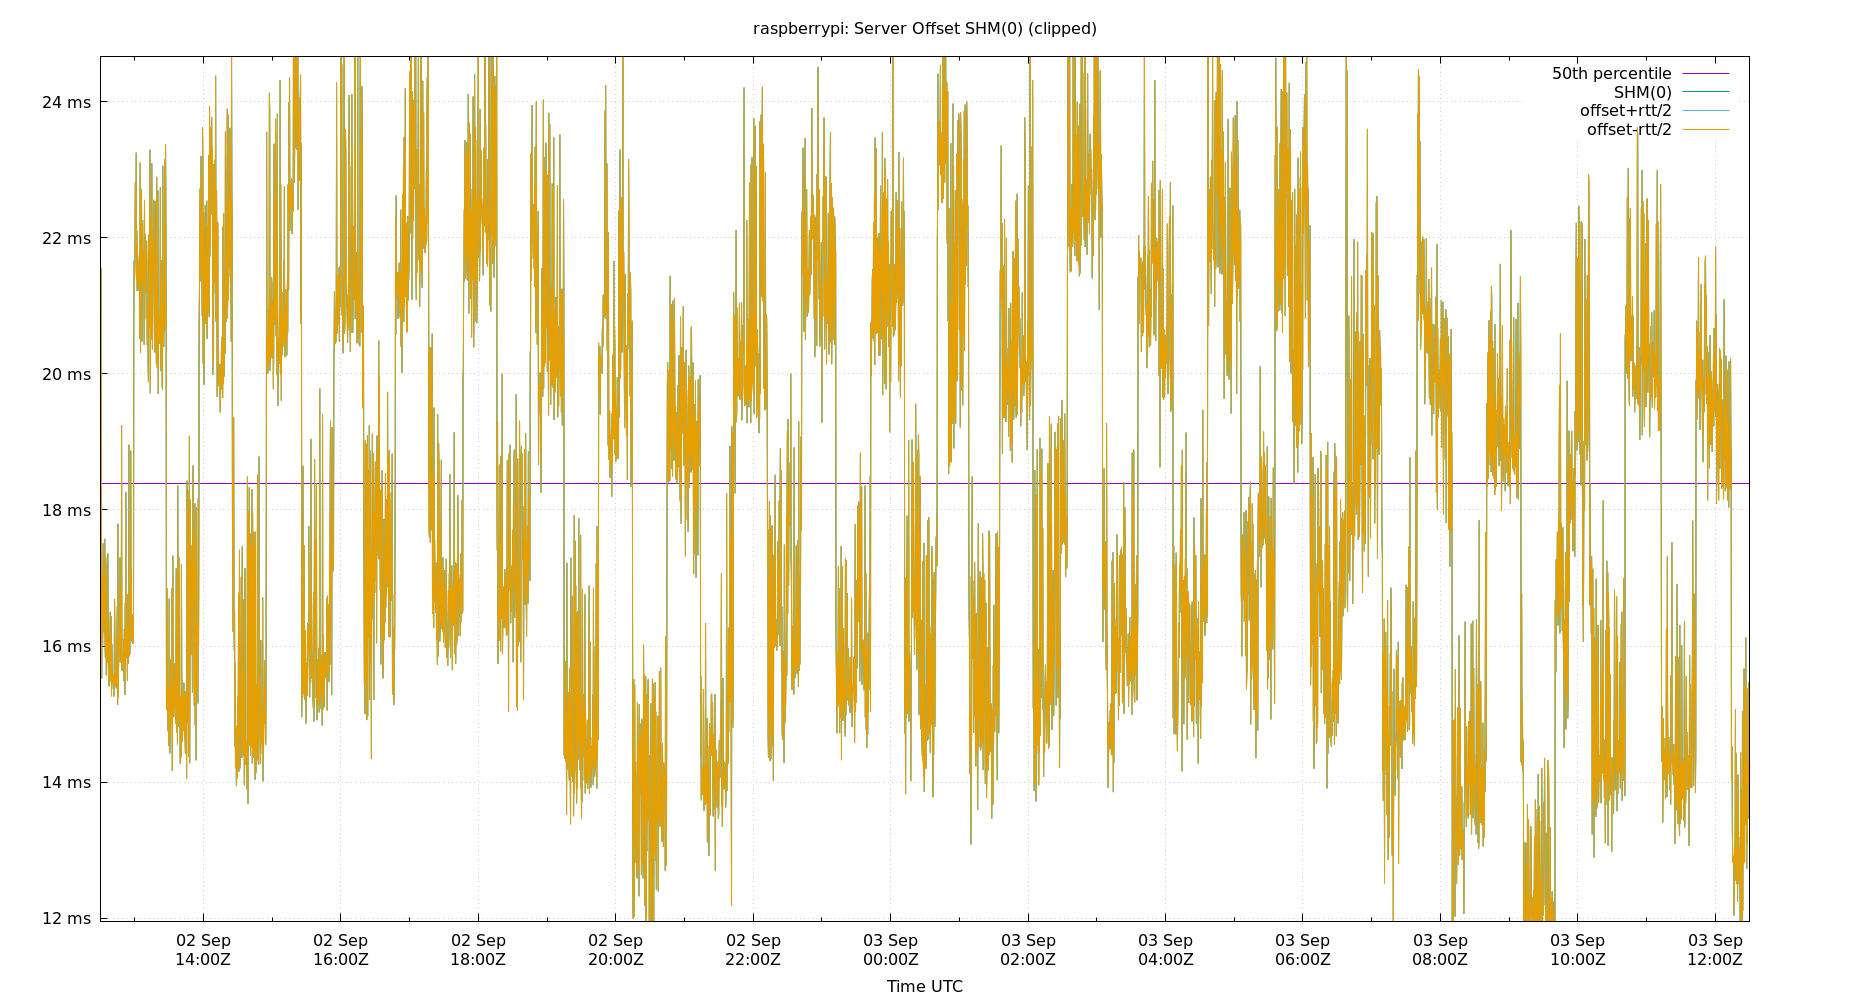 raspberrypi: Server Offset SHM(0) (clipped)
50th percentile
SHM(0)
offset+rtt/2
offset-rtt/2
24 ms
22 ms
20 ms
18 ms
16 ms
14 ms
12 ms
02 Sep 02 Sep 02 Sep 02 Sep 02 Sep 03 Sep 03 Sep 03 Sep 03 Sep 03 Sep 03 Sep 03 Sep
14:00Z 16:00Z 18:00Z 20:00Z 22:00Z 00:00Z 02:00Z 04:00Z 06:00Z 08:00Z 10:00Z 12:00Z
Time UTC